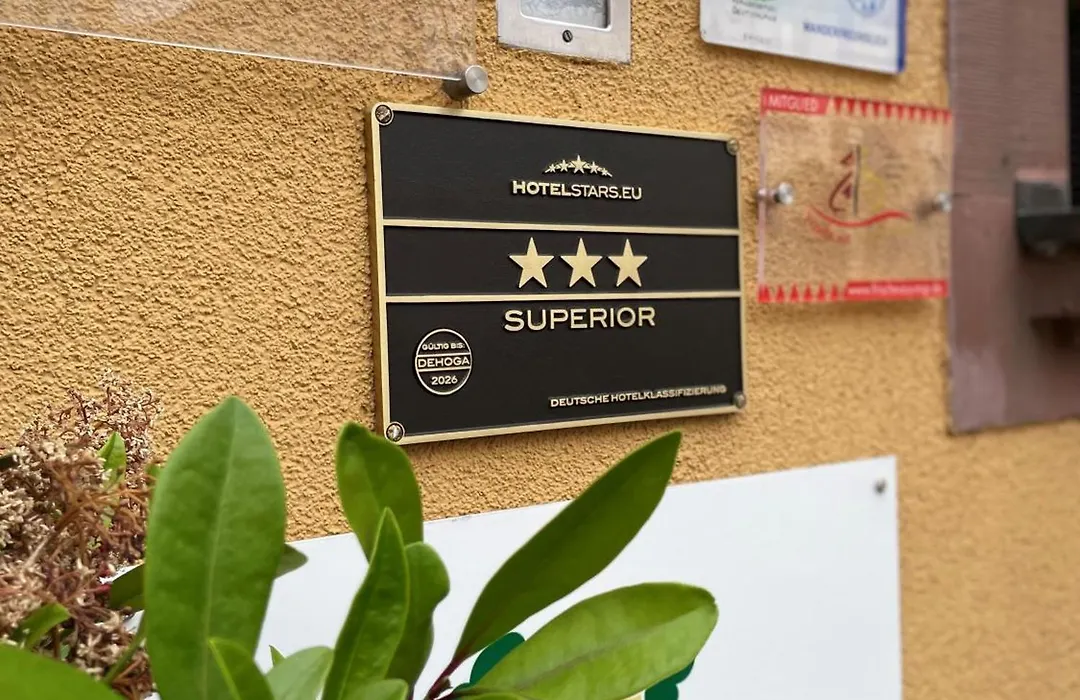 HOTELSTARS.EU
SUPERIOR
GÜLTIG BIS:
DEHOGA
2026
DEUTSCHE HOTELKLASSIFIZIERUNG
MITGLIED